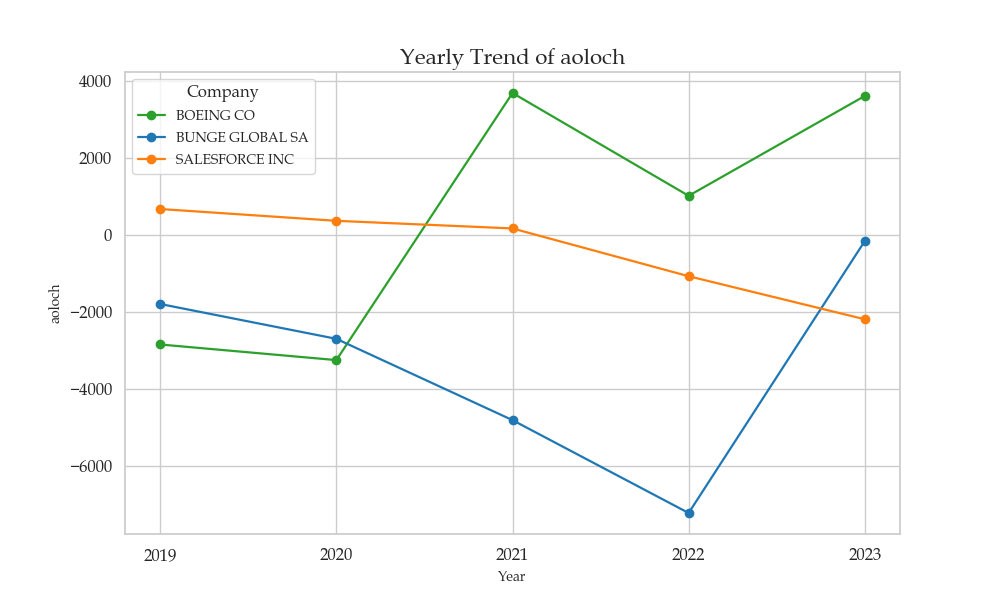 Yearly Trend of aoloch
Company
BOEING CO
BUNGE GLOBAL SA
SALESFORCE INC
4000
2000
0
−2000
−4000
−6000
aoloch
2019 2020 2021 2022 2023
Year